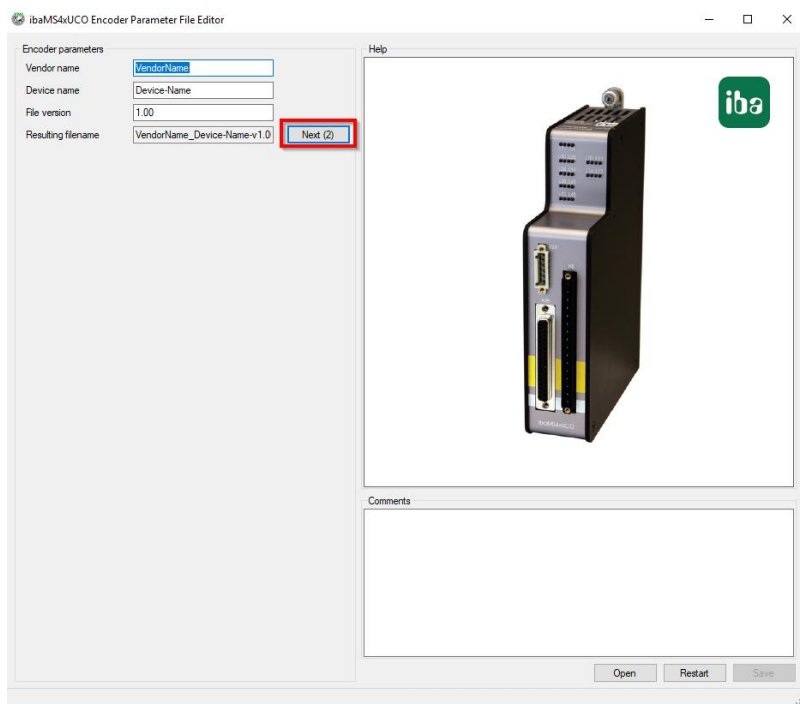 ibaMS4xUCO Encoder Parameter File Editor
Encoder parameters
Vendor name VendorName
Device name Device-Name
File version 1.00
Resulting filename VendorName_Device-Name-v1.0 Next (2)
Help
iba
ibaMS4xUCO
Comments
Open Restart Save